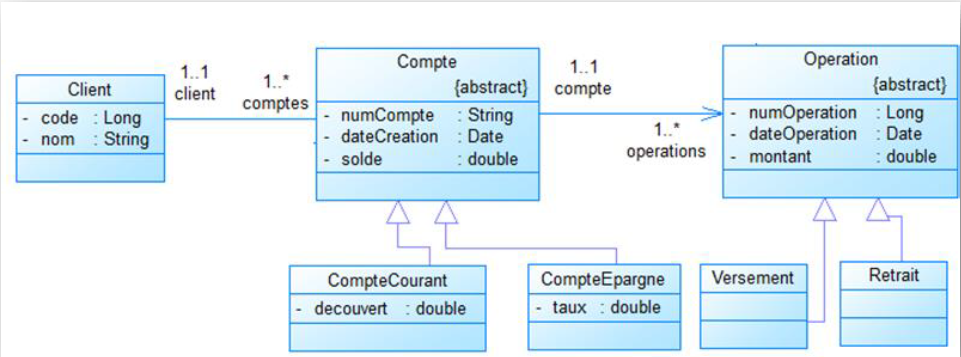 Client
- code : Long
- nom : String
1..1
client
1..*
comptes
Compte
{abstract}
- numCompte : String
- dateCreation : Date
- solde : double
1..1
compte
1..*
operations
Operation
{abstract}
- numOperation : Long
- dateOperation : Date
- montant : double
CompteCourant
- decouvert : double
CompteEpargne
- taux : double
Versement
Retrait